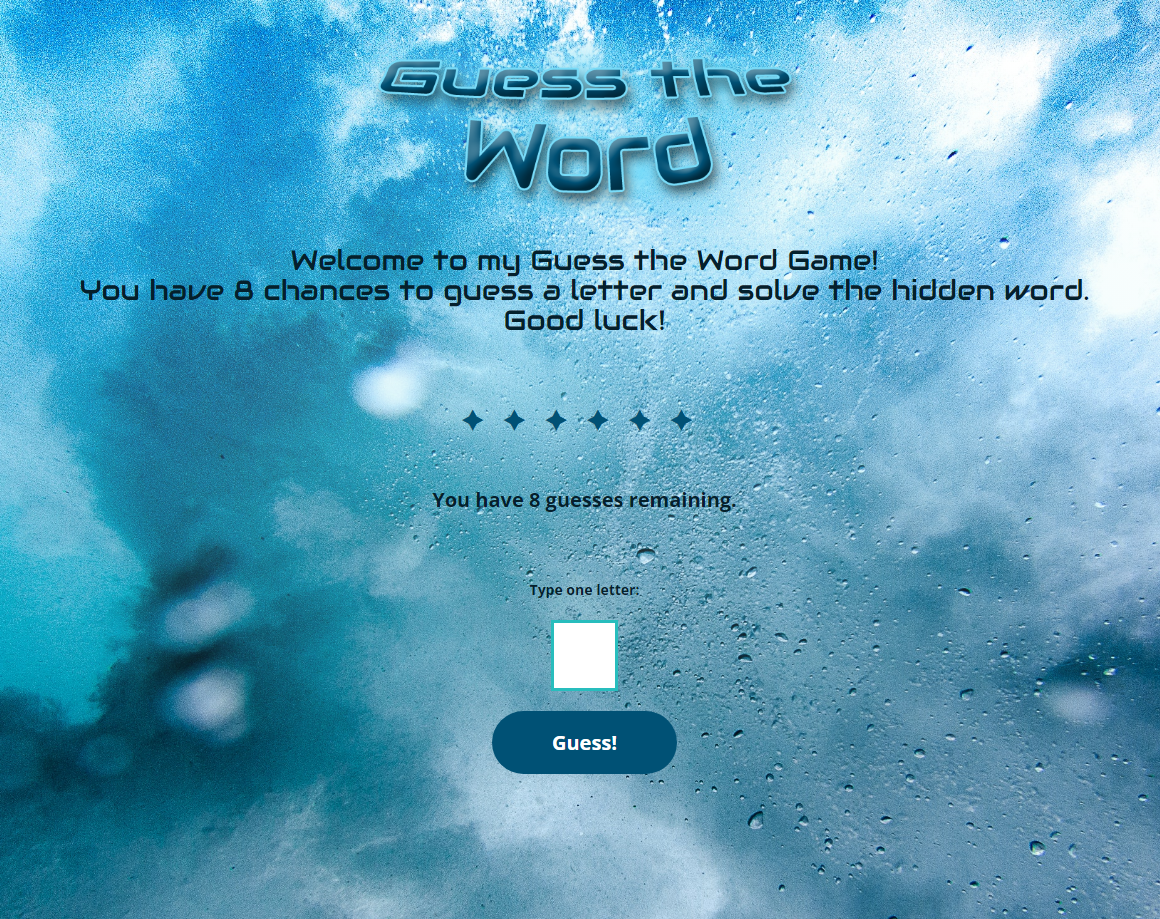 Guess the
Word
Welcome to my Guess the Word Game!
You have 8 chances to guess a letter and solve the hidden word.
Good luck!
You have 8 guesses remaining.
Type one letter:
Guess!